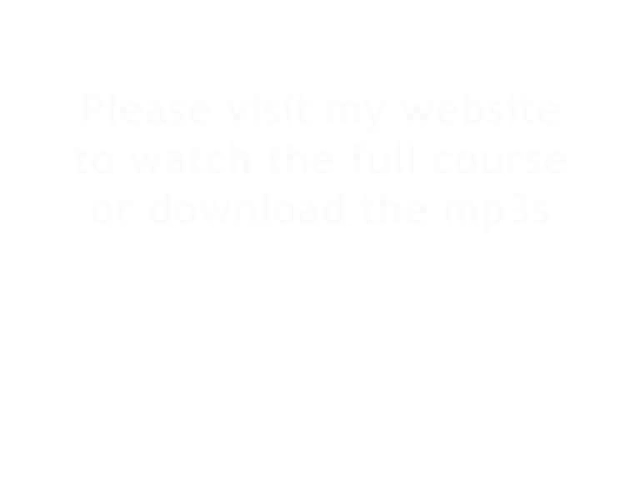 Please visit my website
to watch the full course
or download the mp3s